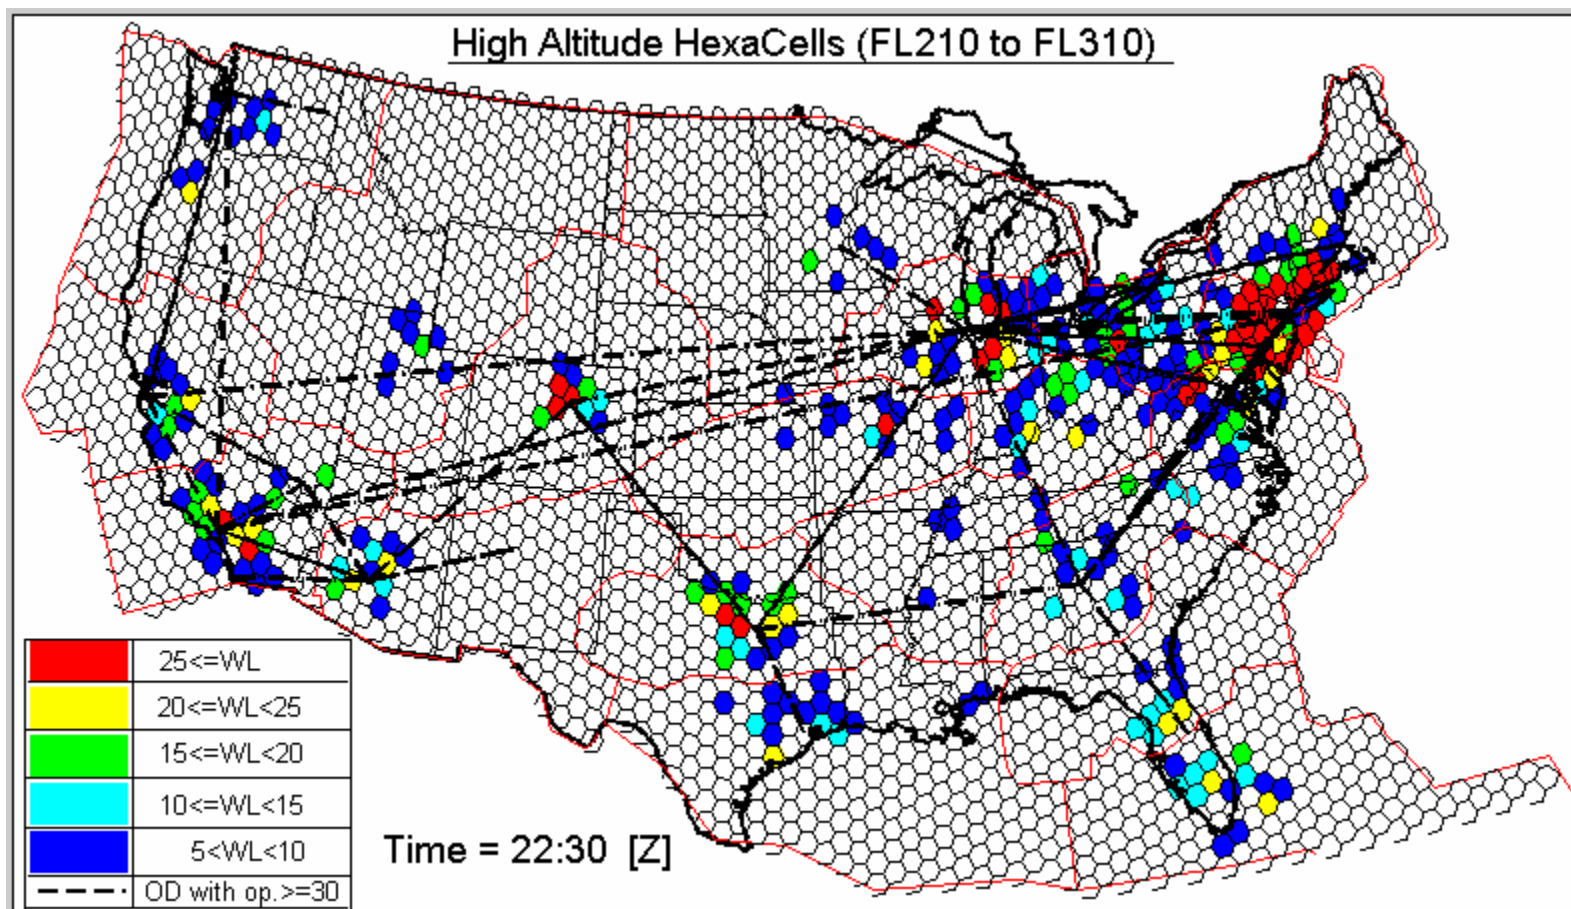 High Altitude HexaCells (FL210 to FL310)
25<=WL
20<=WL<25
15<=WL<20
10<=WL<15
5<WL<10
OD with op.>=30
Time = 22:30 [Z]